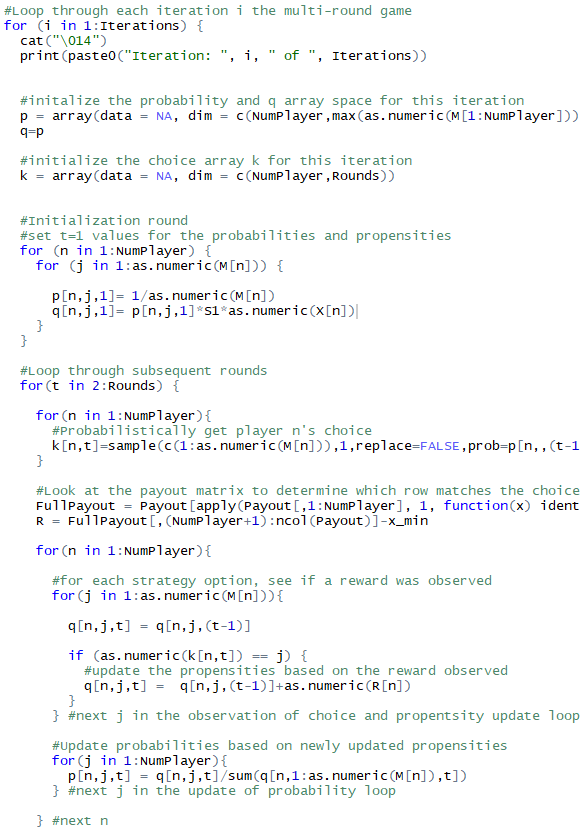 #Loop through each iteration i the multi-round game
for (i in 1:Iterations) {
cat("\014")
print(paste0("Iteration: ", i, " of ", Iterations))
#initalize the probability and q array space for this iteration
p = array(data = NA, dim = c(NumPlayer,max(as.numeric(M[1:NumPlayer]))
q=p
#initialize the choice array k for this iteration
k = array(data = NA, dim = c(NumPlayer,Rounds))
#Initialization round
#set t=1 values for the probabilities and propensities
for (n in 1:NumPlayer) {
for (j in 1:as.numeric(M[n])) {
p[n,j,1]= 1/as.numeric(M[n])
q[n,j,1]= p[n,j,1]*S1*as.numeric(X[n])
}
}
#Loop through subsequent rounds
for(t in 2:Rounds) {
for(n in 1:NumPlayer){
#Probabilistically get player n's choice
k[n,t]=sample(c(1:as.numeric(M[n])),1,replace=FALSE,prob=p[n,,(t-1
}
#Look at the Payout matrix to determine which row matches the choice
FullPayout = Payout[apply(Payout[,1:NumPlayer], 1, function(x) ident
R = FullPayout[,(NumPlayer+1):ncol(Payout)]-x_min
for(n in 1:NumPlayer){
#for each strategy option, see if a reward was observed
for(j in 1:as.numeric(M[n])){
q[n,j,t] = q[n,j,(t-1)]
if (as.numeric(k[n,t]) == j) {
#update the propensities based on the reward observed
q[n,j,t] =  q[n,j,(t-1)]+as.numeric(R[n])
}
} #next j in the observation of choice and propentsity update loop
#Update probabilities based on newly updated propensities
for(j in 1:NumPlayer){
p[n,j,t] = q[n,j,t]/sum(q[n,1:as.numeric(M[n]),t])
} #next j in the update of probability loop
} #next n